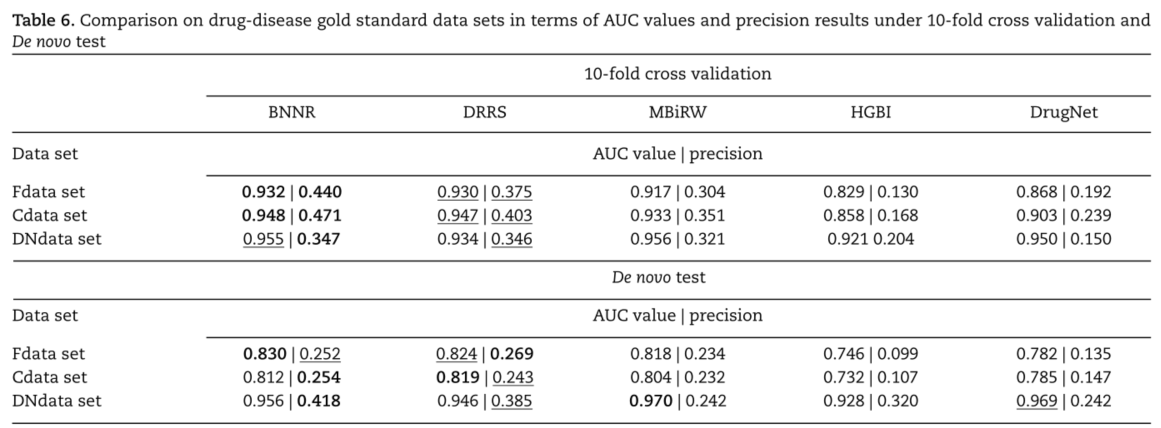 Table 6. Comparison on drug-disease gold standard data sets in terms of AUC values and precision results under 10-fold cross validation and
De novo test
10-fold cross validation
BNNR DRRS MBiRW HGBI DrugNet
Data set AUC value | precision
Fdata set 0.932 | 0.440 0.930 | 0.375 0.917 | 0.304 0.829 | 0.130 0.868 | 0.192
Cdata set 0.948 | 0.471 0.947 | 0.403 0.933 | 0.351 0.858 | 0.168 0.903 | 0.239
DNdata set 0.955 | 0.347 0.934 | 0.346 0.956 | 0.321 0.921 0.204 0.950 | 0.150
De novo test
Data set AUC value | precision
Fdata set 0.830 | 0.252 0.824 | 0.269 0.818 | 0.234 0.746 | 0.099 0.782 | 0.135
Cdata set 0.812 | 0.254 0.819 | 0.243 0.804 | 0.232 0.732 | 0.107 0.785 | 0.147
DNdata set 0.956 | 0.418 0.946 | 0.385 0.970 | 0.242 0.928 | 0.320 0.969 | 0.242